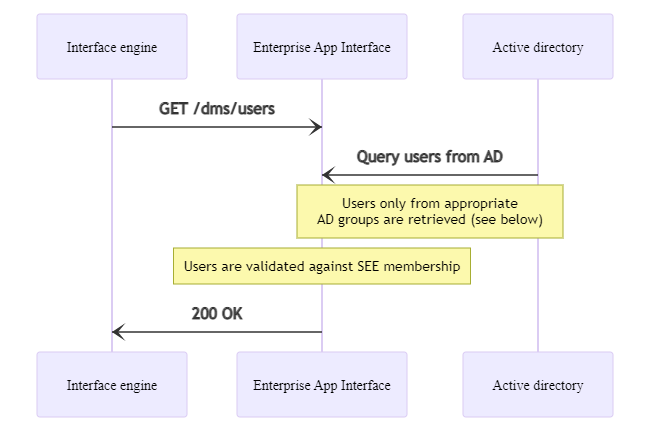 Interface engine
Enterprise App Interface
Active directory
GET /dms/users
Query users from AD
Users only from appropriate
AD groups are retrieved (see below)
Users are validated against SEE membership
200 OK
Interface engine
Enterprise App Interface
Active directory